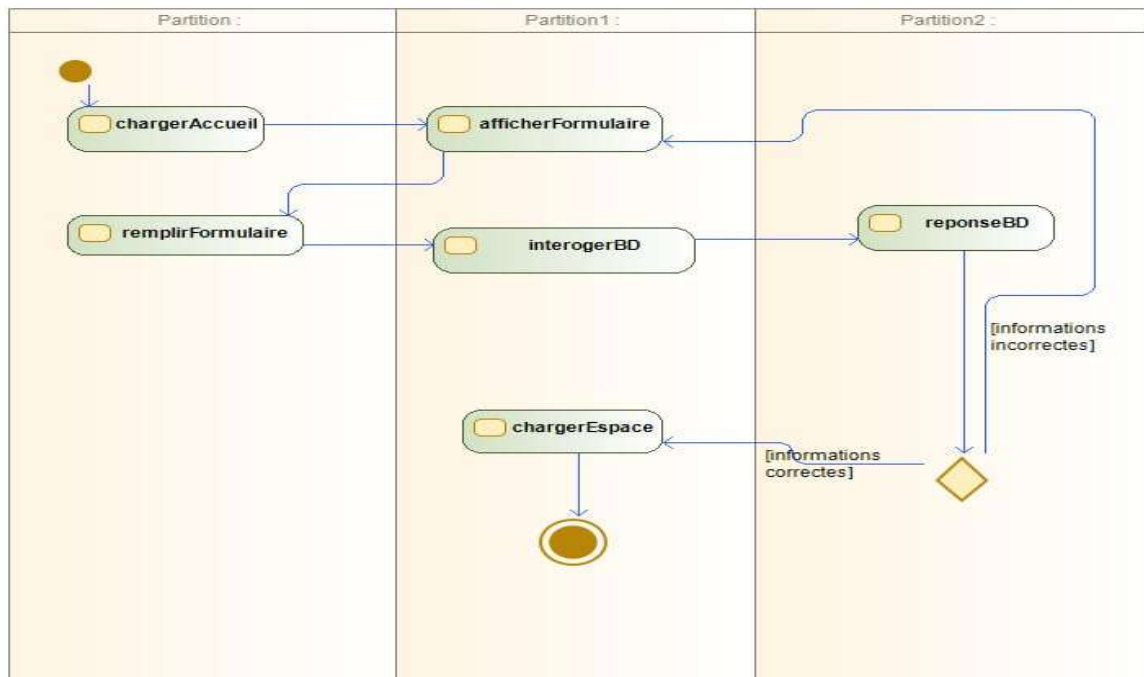 Partition :
Partition1 :
Partition2 :
chargerAccueil
afficherFormulaire
remplirFormulaire
interogerBD
reponseBD
[informations
incorrectes]
chargerEspace
[informations
correctes]